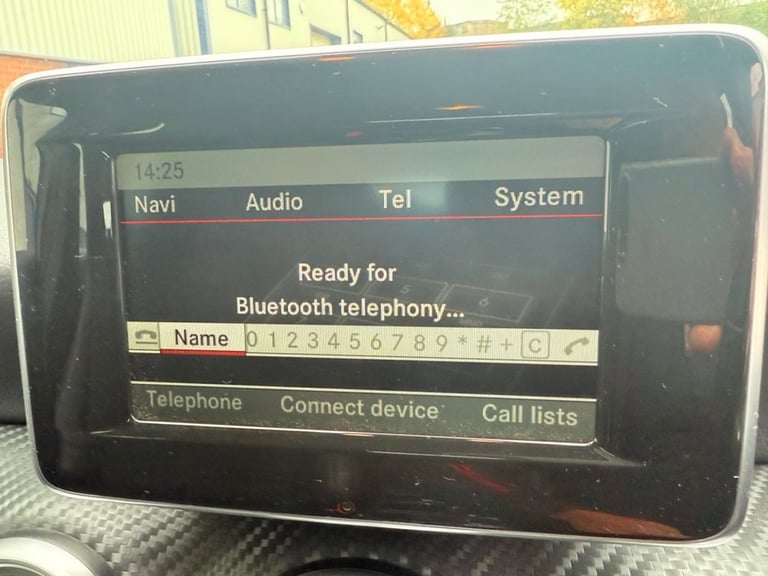 14:25
Navi Audio Tel System
Ready for
Bluetooth telephony...
Name 0 1 2 3 4 5 6 7 8 9 * # + C
Telephone Connect device Call lists